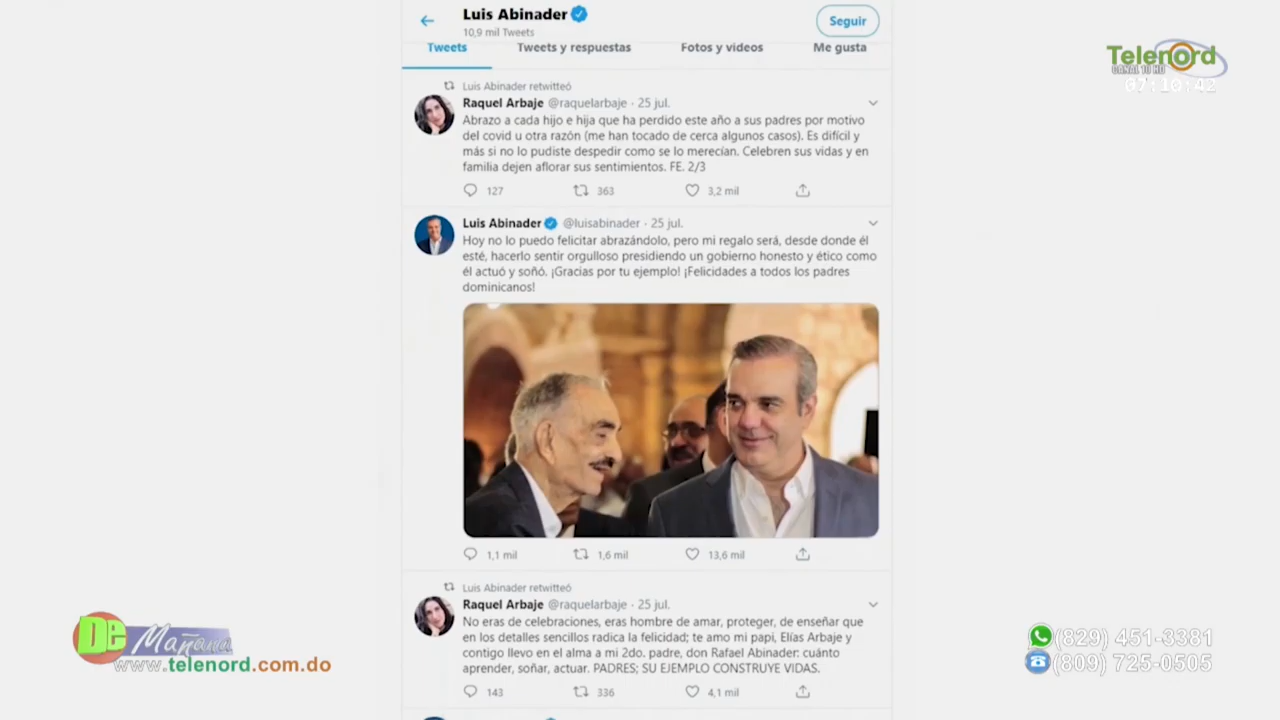 Luis Abinader
10,9 mil Tweets
Seguir
Tweets
Tweets y respuestas
Fotos y videos
Me gusta
Telenord
CANAL 10 HD
07:10:42
Luis Abinader retwitteó
Raquel Arbaje @raquelarbaje · 25 jul.
Abrazo a cada hijo e hija que ha perdido este año a sus padres por motivo
del covid u otra razón (me han tocado de cerca algunos casos). Es difícil y
más si no lo pudiste despedir como se lo merecían. Celebren sus vidas y en
familia dejen aflorar sus sentimientos. FE. 2/3
127
363
3,2 mil
Luis Abinader @luisabinader · 25 jul.
Hoy no lo puedo felicitar abrazándolo, pero mi regalo será, desde donde él
esté, hacerlo sentir orgulloso presidiendo un gobierno honesto y ético como
él actuó y soñó. ¡Gracias por tu ejemplo! ¡Felicidades a todos los padres
dominicanos!
1,1 mil
1,6 mil
13,6 mil
Luis Abinader retwitteó
Raquel Arbaje @raquelarbaje · 25 jul.
No eras de celebraciones, eras hombre de amar, proteger, de enseñar que
en los detalles sencillos radica la felicidad; te amo mi papi, Elías Arbaje y
contigo llevo en el alma a mi 2do. padre, don Rafael Abinader: cuánto
aprender, soñar, actuar. PADRES; SU EJEMPLO CONSTRUYE VIDAS.
143
336
4,1 mil
De Mañana
www.telenord.com.do
(829) 451-3381
(809) 725-0505